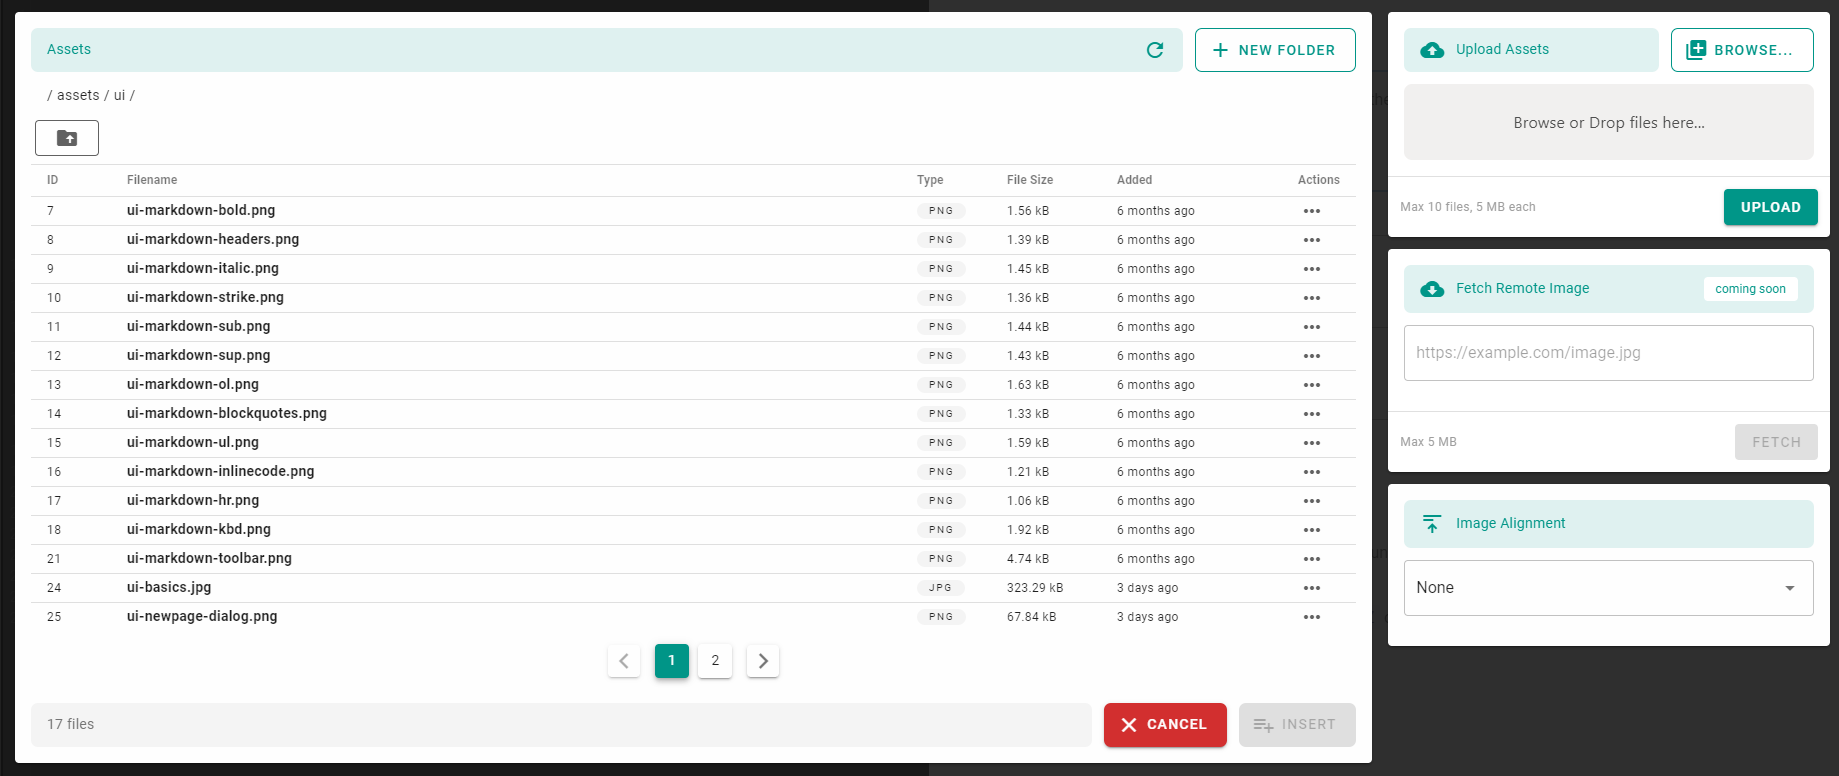 Assets
NEW FOLDER
/ assets / ui /
ID Filename Type File Size Added Actions
7 ui-markdown-bold.png PNG 1.56 kB 6 months ago
8 ui-markdown-headers.png PNG 1.39 kB 6 months ago
9 ui-markdown-italic.png PNG 1.45 kB 6 months ago
10 ui-markdown-strike.png PNG 1.36 kB 6 months ago
11 ui-markdown-sub.png PNG 1.44 kB 6 months ago
12 ui-markdown-sup.png PNG 1.43 kB 6 months ago
13 ui-markdown-ol.png PNG 1.63 kB 6 months ago
14 ui-markdown-blockquotes.png PNG 1.33 kB 6 months ago
15 ui-markdown-ul.png PNG 1.59 kB 6 months ago
16 ui-markdown-inlinecode.png PNG 1.21 kB 6 months ago
17 ui-markdown-hr.png PNG 1.06 kB 6 months ago
18 ui-markdown-kbd.png PNG 1.92 kB 6 months ago
21 ui-markdown-toolbar.png PNG 4.74 kB 6 months ago
24 ui-basics.jpg JPG 323.29 kB 3 days ago
25 ui-newpage-dialog.png PNG 67.84 kB 3 days ago
1 2
17 files
CANCEL
INSERT
Upload Assets
BROWSE...
Browse or Drop files here...
Max 10 files, 5 MB each
UPLOAD
Fetch Remote Image
coming soon
https://example.com/image.jpg
Max 5 MB
FETCH
Image Alignment
None